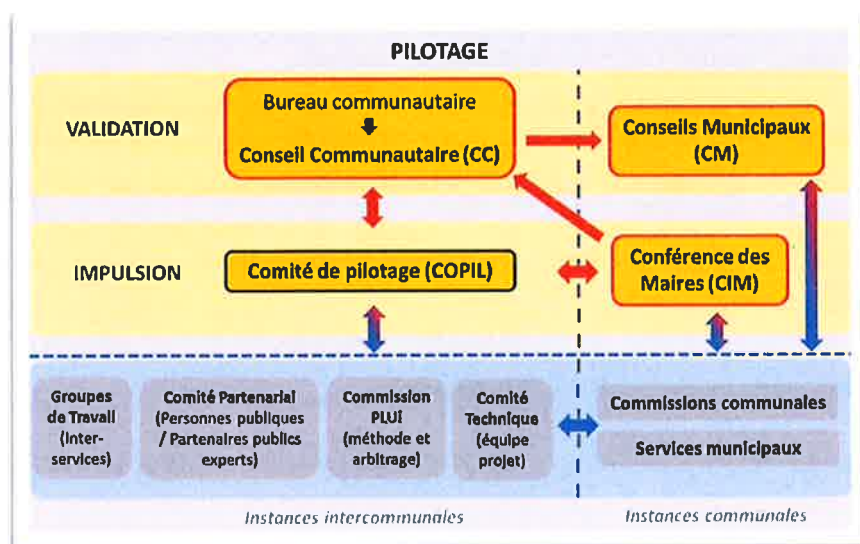 PILOTAGE
VALIDATION
Bureau communautaire
Conseil Communautaire (CC)
Conseils Municipaux
(CM)
IMPULSION
Comité de pilotage (COPIL)
Conférence des
Maires (CIM)
Groupes
de Travail
(Inter-
services)
Comité Partenarial
(Personnes publiques
/ Partenaires publics
experts)
Commission
PLUi
(méthode et
arbitrage)
Comité
Technique
(équipe
projet)
Commissions communales
Services municipaux
Instances intercommunales
Instances communales